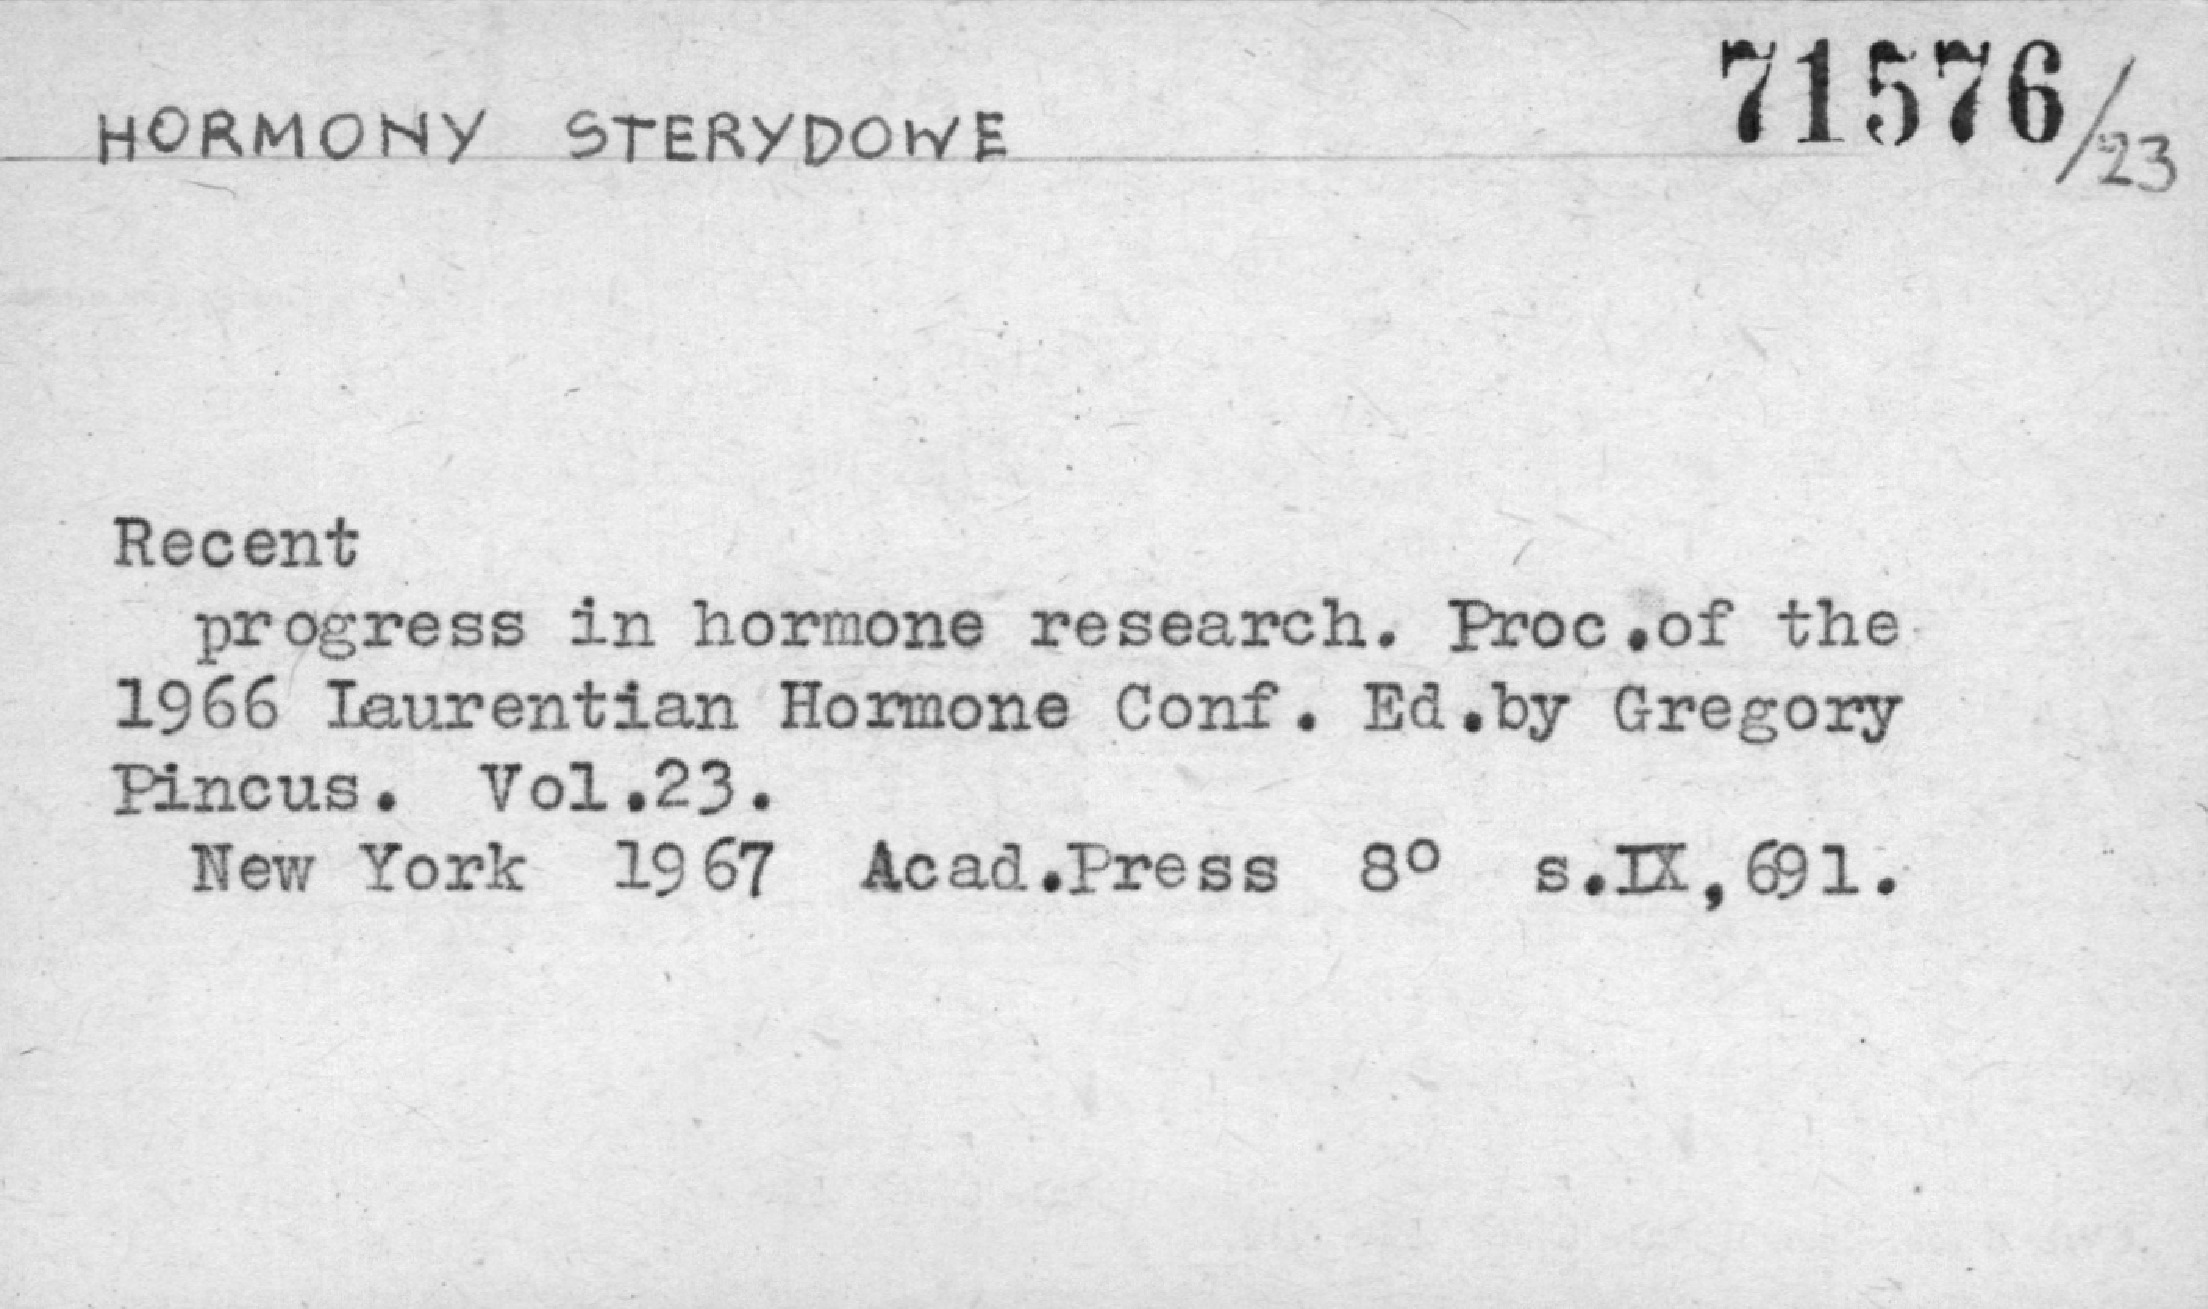 HORMONY STERYDOWE
71576/23
Recent
progress in hormone research. Proc.of the
1966 Laurentian Hormone Conf. Ed.by Gregory
Pincus. Vol.23.
New York 1967 Acad.Press 8° s.IX,691.